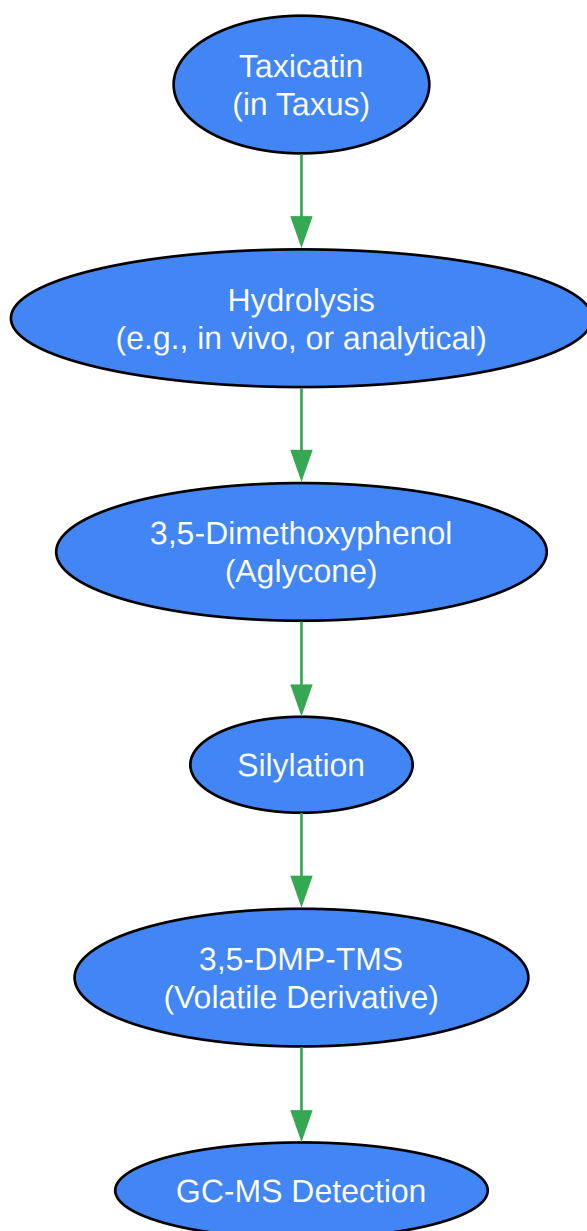 Taxicatin
(in Taxus)
Hydrolysis
(e.g., in vivo, or analytical)
3,5-Dimethoxyphenol
(Aglycone)
Silylation
3,5-DMP-TMS
(Volatile Derivative)
GC-MS Detection